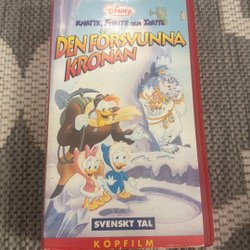 Disney
KNATTE, FNATTE OCH TJATTE
DEN FÖRSVUNNA
KRONAN
SVENSKT TAL
KÖPFILM